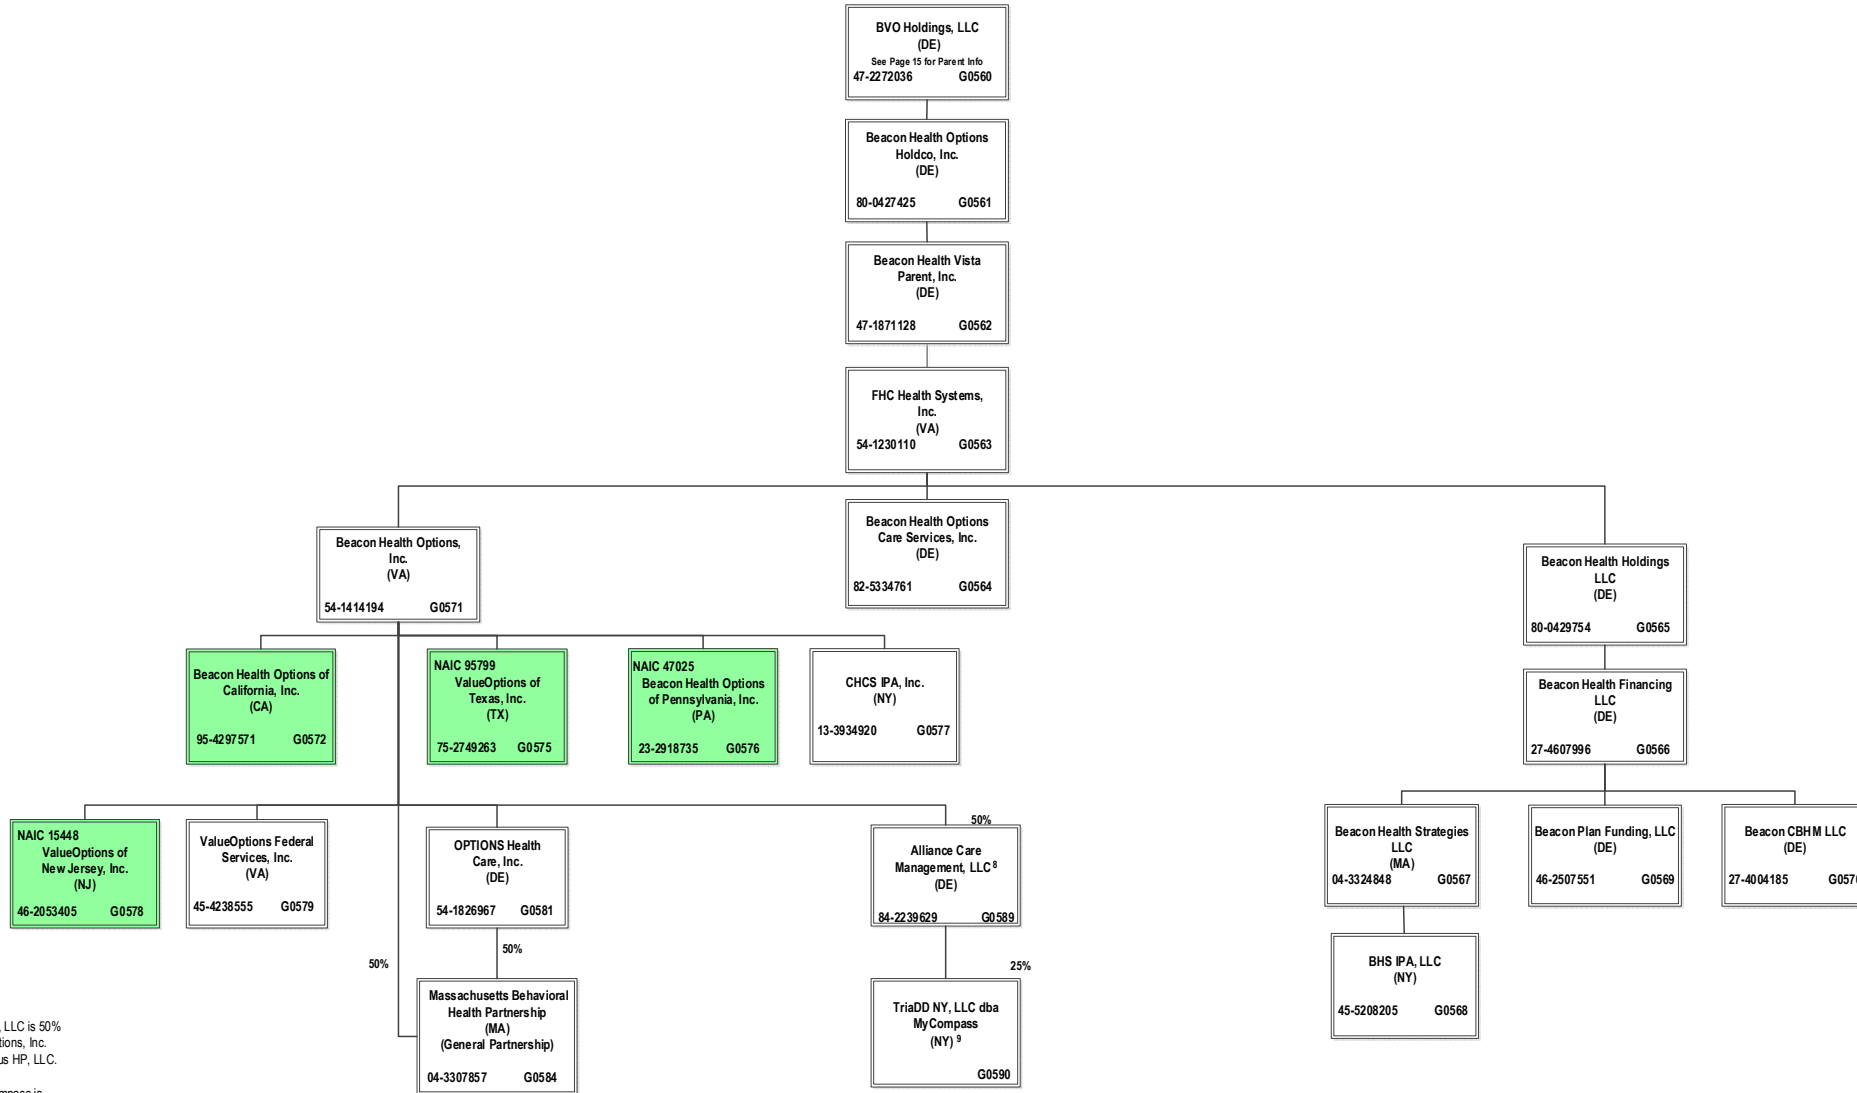 BVO Holdings, LLC
(DE)
See Page 15 for Parent Info
47-2272036 G0560
Beacon Health Options
Holdco, Inc.
(DE)
80-0427425 G0561
Beacon Health Vista
Parent, Inc.
(DE)
47-1871128 G0562
FHC Health Systems,
Inc.
(VA)
54-1230110 G0563
Beacon Health Options,
Inc.
(VA)
54-1414194 G0571
Beacon Health Options
Care Services, Inc.
(DE)
82-5334761 G0564
Beacon Health Holdings
LLC
(DE)
80-0429754 G0565
Beacon Health Options of
California, Inc.
(CA)
95-4297571 G0572
NAIC 95799
ValueOptions of
Texas, Inc.
(TX)
75-2749263 G0575
NAIC 47025
Beacon Health Options
of Pennsylvania, Inc.
(PA)
23-2918735 G0576
CHCS IPA, Inc.
(NY)
13-3934920 G0577
Beacon Health Financing
LLC
(DE)
27-4607996 G0566
NAIC 15448
ValueOptions of
New Jersey, Inc.
(NJ)
46-2053405 G0578
ValueOptions Federal
Services, Inc.
(VA)
45-4238555 G0579
OPTIONS Health
Care, Inc.
(DE)
54-1826967 G0581
50%
Alliance Care
Management, LLC 8
(DE)
84-2239629 G0589
Beacon Health Strategies
LLC
(MA)
04-3324848 G0567
Beacon Plan Funding, LLC
(DE)
46-2507551 G0569
Beacon CBHM LLC
(DE)
27-4004185
50%
50%
Massachusetts Behavioral
Health Partnership
(MA)
(General Partnership)
04-3307857 G0584
25%
TriaDD NY, LLC dba
MyCompass
(NY) 9
G0590
BHS IPA, LLC
(NY)
45-5208205 G0568
, LLC is 50%
tions, Inc.
us HP, LLC.